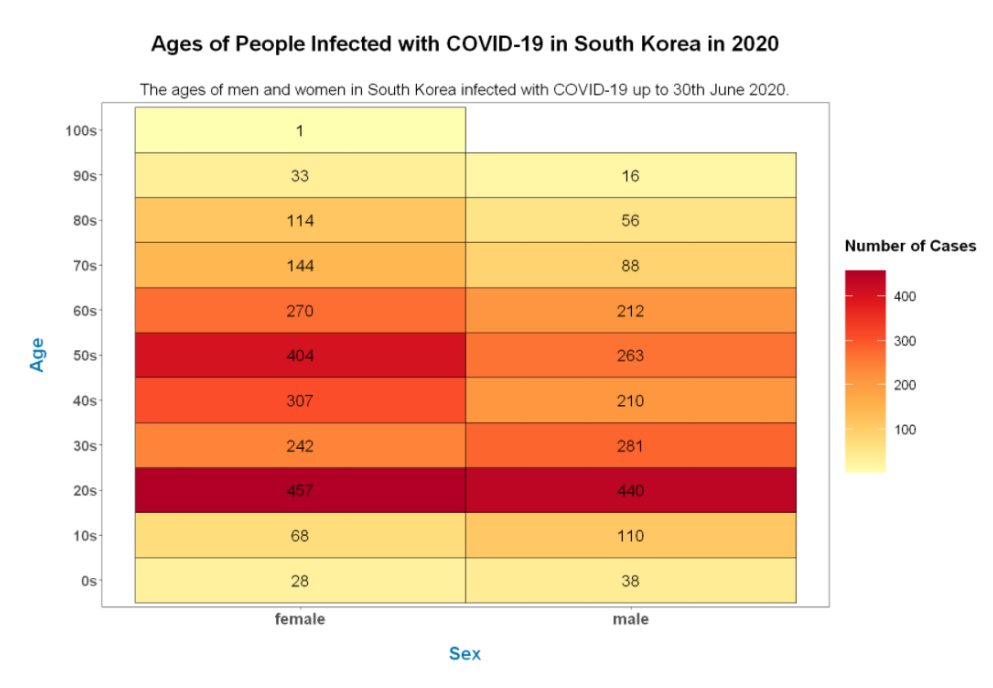 Ages of People Infected with COVID-19 in South Korea in 2020
The ages of men and women in South Korea infected with COVID-19 up to 30th June 2020.
100s 1
90s 33 16
80s 114 56
70s 144 88
60s 270 212
50s 404 263
40s 307 210
30s 242 281
20s 457 440
10s 68 110
0s 28 38
female male
Sex
Age
Number of Cases
400
300
200
100